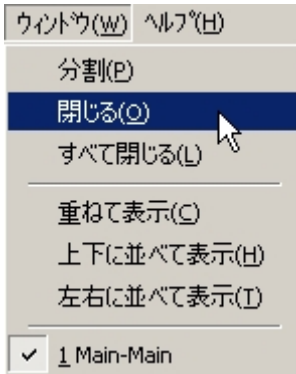 ｳｨﾝﾄﾞｳ(W) ﾍﾙﾌﾟ(H)
分割(P)
閉じる(O)
すべて閉じる(L)
重ねて表示(C)
上下に並べて表示(H)
左右に並べて表示(T)
1 Main-Main